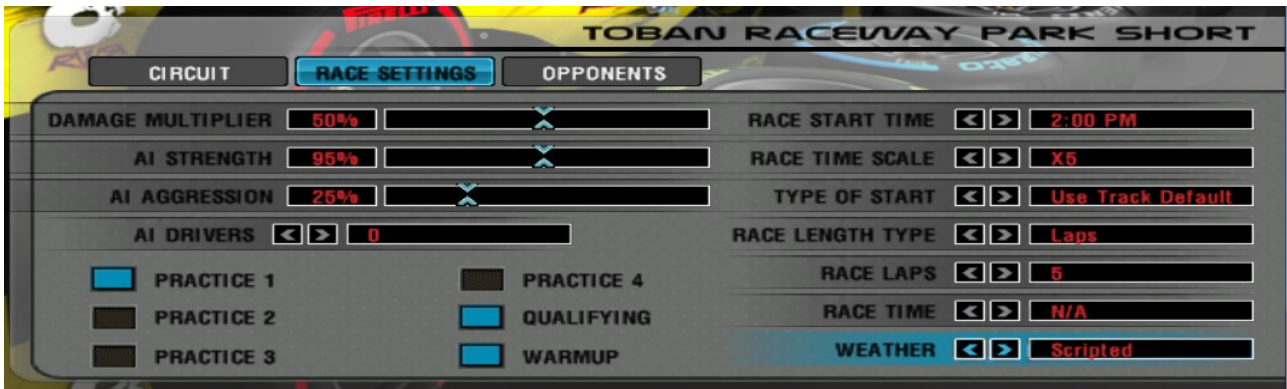 TOBAN RACEWAY PARK SHORT
CIRCUIT RACE SETTINGS OPPONENTS
DAMAGE MULTIPLIER 50%
AI STRENGTH 95%
AI AGGRESSION 25%
AI DRIVERS < > 0
PRACTICE 1
PRACTICE 2
PRACTICE 3
PRACTICE 4
QUALIFYING
WARMUP
RACE START TIME < > 2:00 PM
RACE TIME SCALE < > X5
TYPE OF START < > Use Track Default
RACE LENGTH TYPE < > Laps
RACE LAPS < > 5
RACE TIME < > N/A
WEATHER < > Scripted